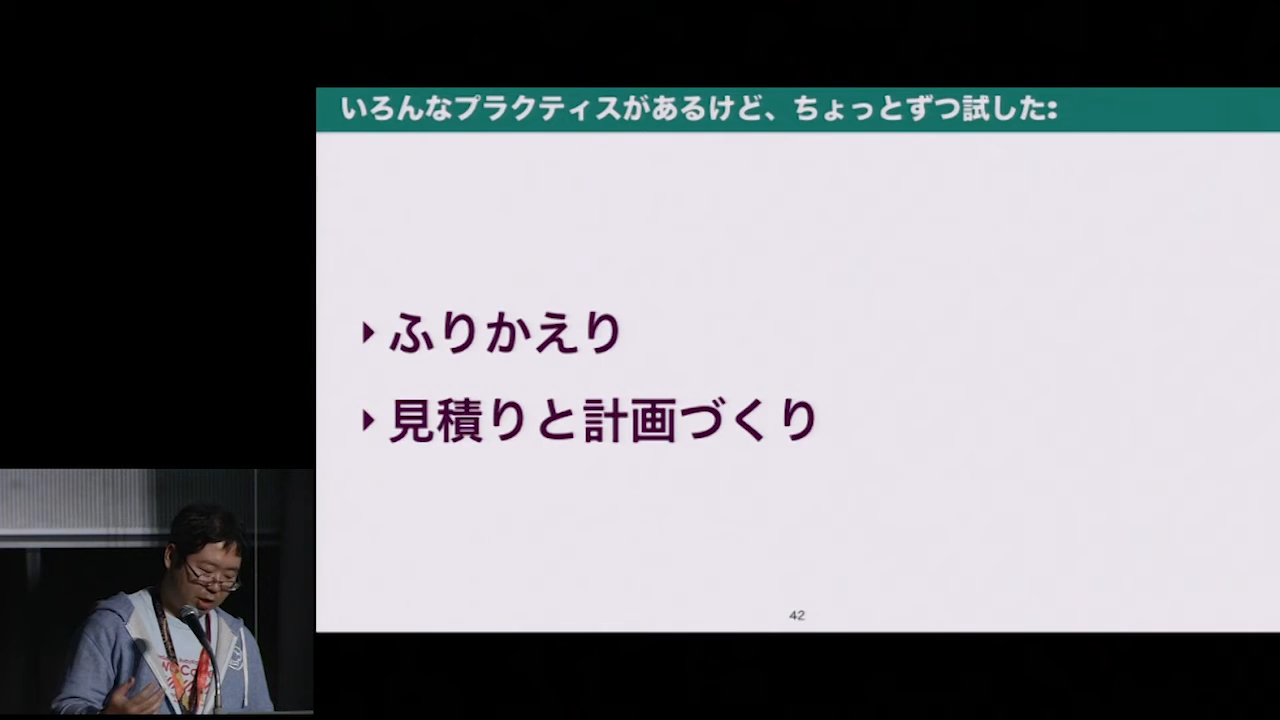 いろんなプラクティスがあるけど、ちょっとずつ試した:
ふりかえり
見積りと計画づくり
42